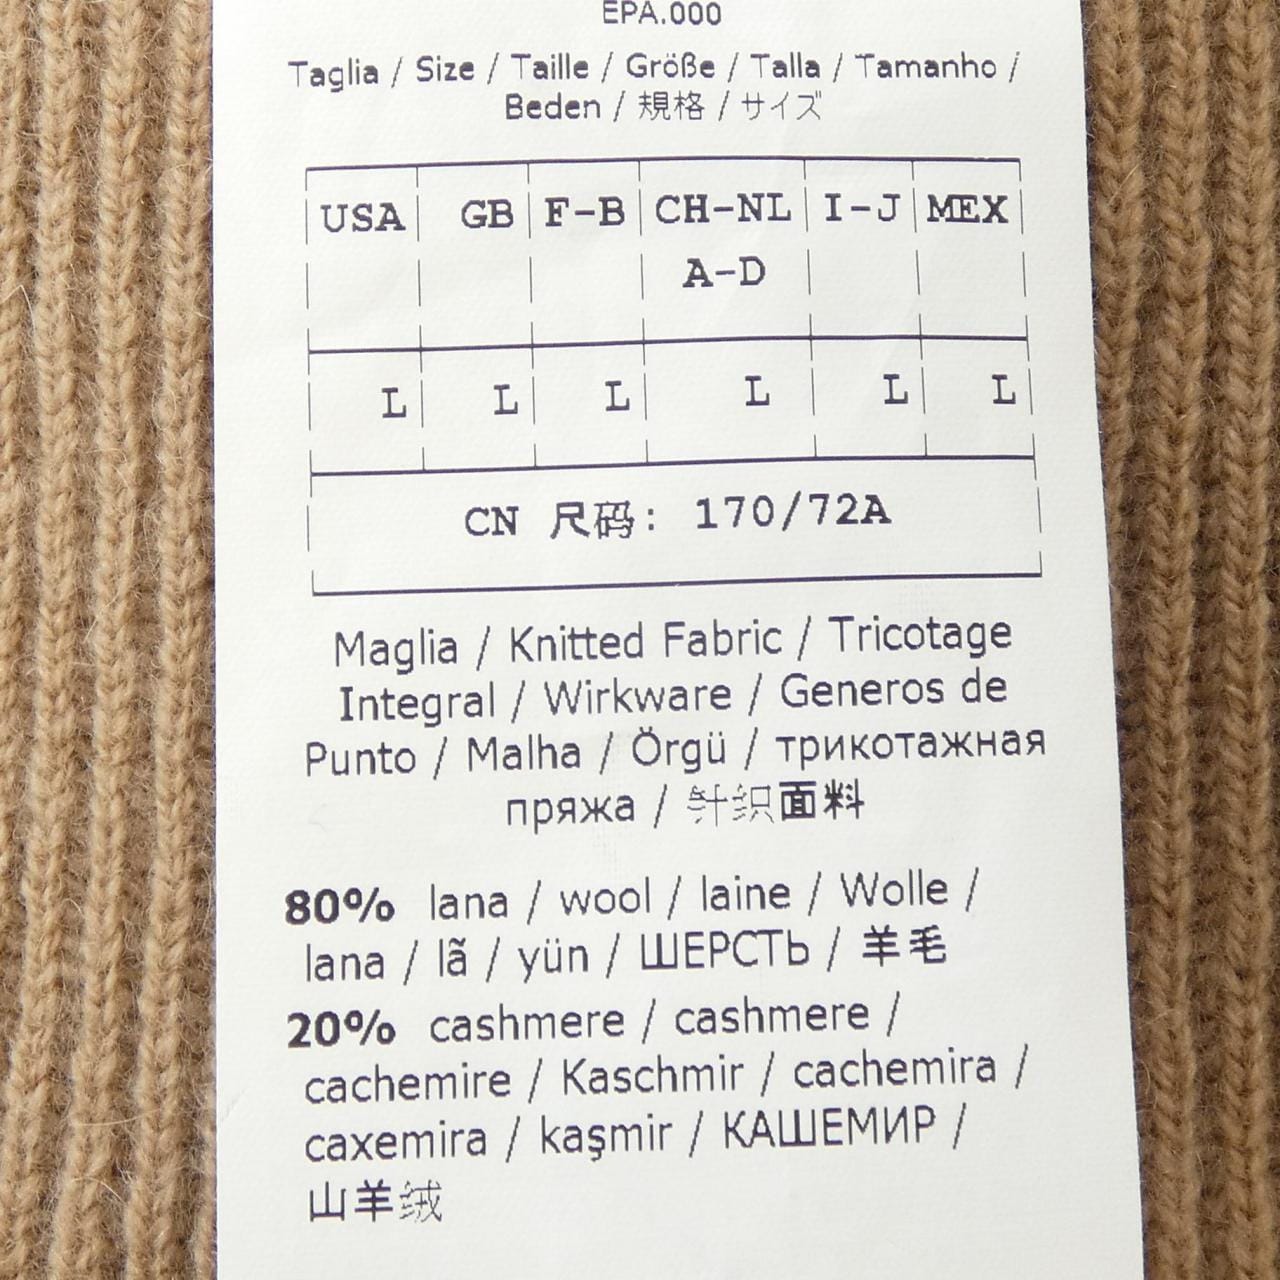 EPA.000
Taglia / Size / Taille / Größe / Talla / Tamanho /
Beden / 規格 / サイズ
USA GB F-B CH-NL I-J MEX
A-D
L L L L L L
CN 尺码: 170/72A
Maglia / Knitted Fabric / Tricotage
Integral / Wirkware / Generos de
Punto / Malha / Örgü / трикотажная
пряжа / 针织面料
80% lana / wool / laine / Wolle /
lana / lã / yün / ШЕРСТЬ / 羊毛
20% cashmere / cashmere /
cachemire / Kaschmir / cachemira /
caxemira / kaşmir / КАШЕМИР /
山羊绒